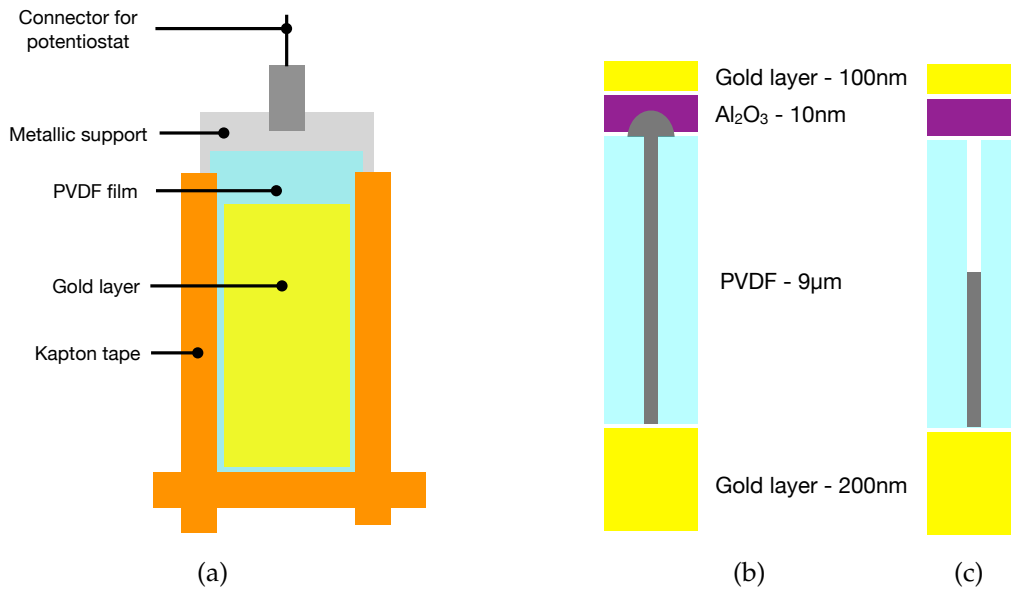 Connector for
potentiostat
Metallic support
PVDF film
Gold layer
Kapton tape
(a)
Gold layer - 100nm
Al₂O₃ - 10nm
PVDF - 9µm
Gold layer - 200nm
(b)
(c)